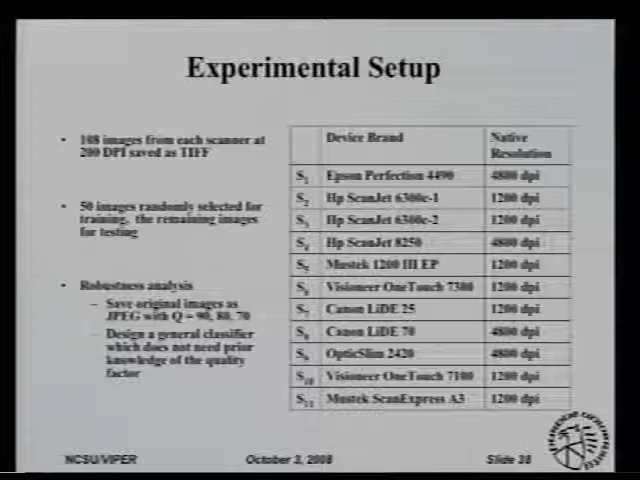 Experimental Setup
• 108 images from each scanner at
200 DPI saved as TIFF
• 50 images randomly selected for
training, the remaining images
for testing
• Robustness analysis
– Save original images as
JPEG with Q = 90, 80, 70
– Design a general classifier
which does not need prior
knowledge of the quality
factor
Device Brand Native
Resolution
S1 Epson Perfection 4490 4800 dpi
S2 Hp ScanJet 6300c-1 1200 dpi
S3 Hp ScanJet 6300c-2 1200 dpi
S4 Hp ScanJet 8250 4800 dpi
S5 Mustek 1200 III EP 1200 dpi
S6 Visioneer OneTouch 7300 1200 dpi
S7 Canon LiDE 25 1200 dpi
S8 Canon LiDE 70 4800 dpi
S9 OpticSlim 2420 4800 dpi
S10 Visioneer OneTouch 7100 1200 dpi
S11 Mustek ScanExpress A3 1200 dpi
NCSU/VIPER October 3, 2008 Slide 38